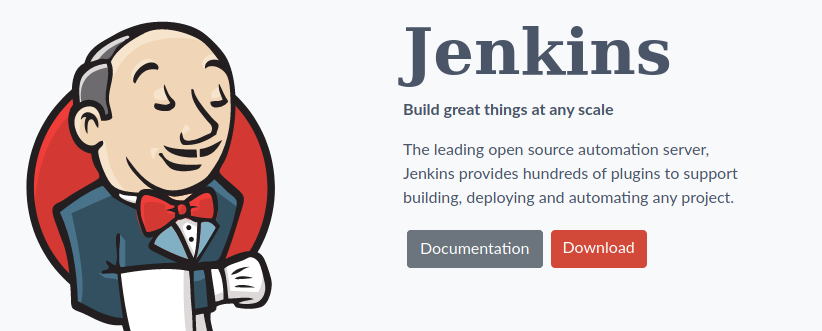 Jenkins
Build great things at any scale
The leading open source automation server,
Jenkins provides hundreds of plugins to support
building, deploying and automating any project.
Documentation Download